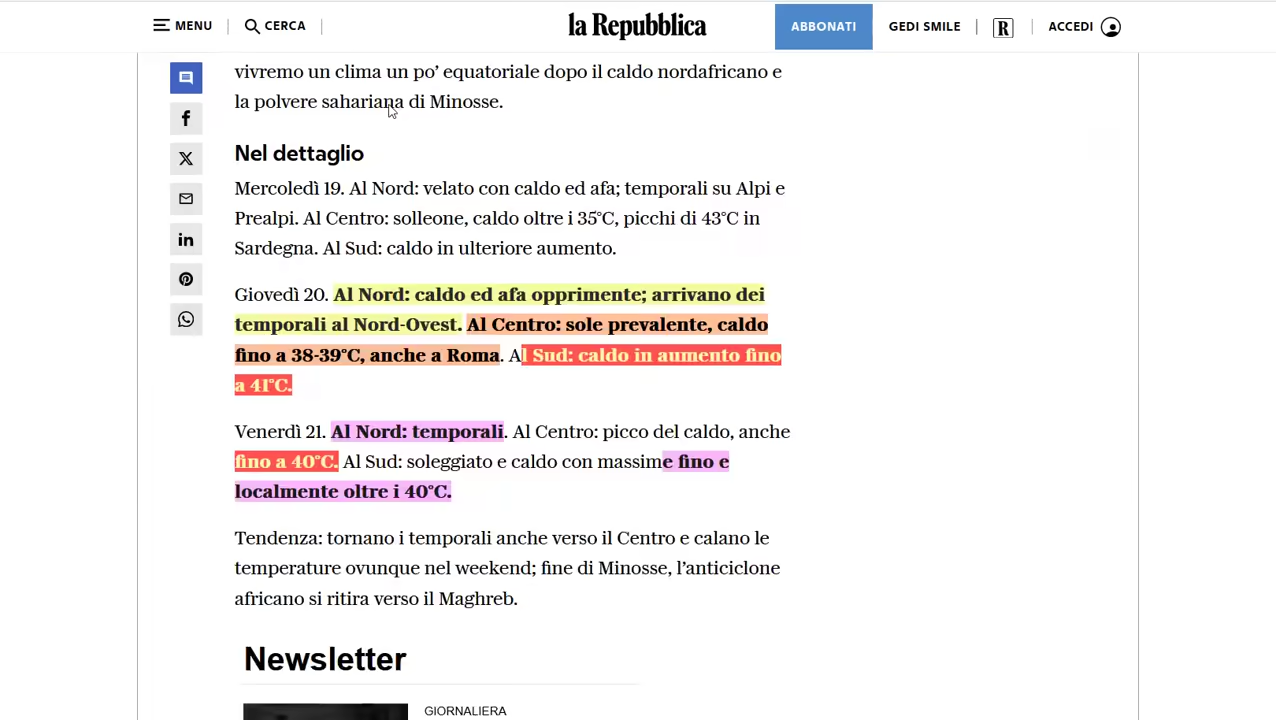 MENU
CERCA
la Repubblica
ABBONATI
GEDI SMILE
R
ACCEDI
vivremo un clima un po’ equatoriale dopo il caldo nordafricano e
la polvere sahariana di Minosse.
Nel dettaglio
Mercoledì 19. Al Nord: velato con caldo ed afa; temporali su Alpi e
Prealpi. Al Centro: solleone, caldo oltre i 35°C, picchi di 43°C in
Sardegna. Al Sud: caldo in ulteriore aumento.
Giovedì 20. Al Nord: caldo ed afa opprimente; arrivano dei
temporali al Nord-Ovest. Al Centro: sole prevalente, caldo
fino a 38-39°C, anche a Roma. Al Sud: caldo in aumento fino
a 41°C.
Venerdì 21. Al Nord: temporali. Al Centro: picco del caldo, anche
fino a 40°C. Al Sud: soleggiato e caldo con massime fino e
localmente oltre i 40°C.
Tendenza: tornano i temporali anche verso il Centro e calano le
temperature ovunque nel weekend; fine di Minosse, l’anticiclone
africano si ritira verso il Maghreb.
Newsletter
GIORNALIERA